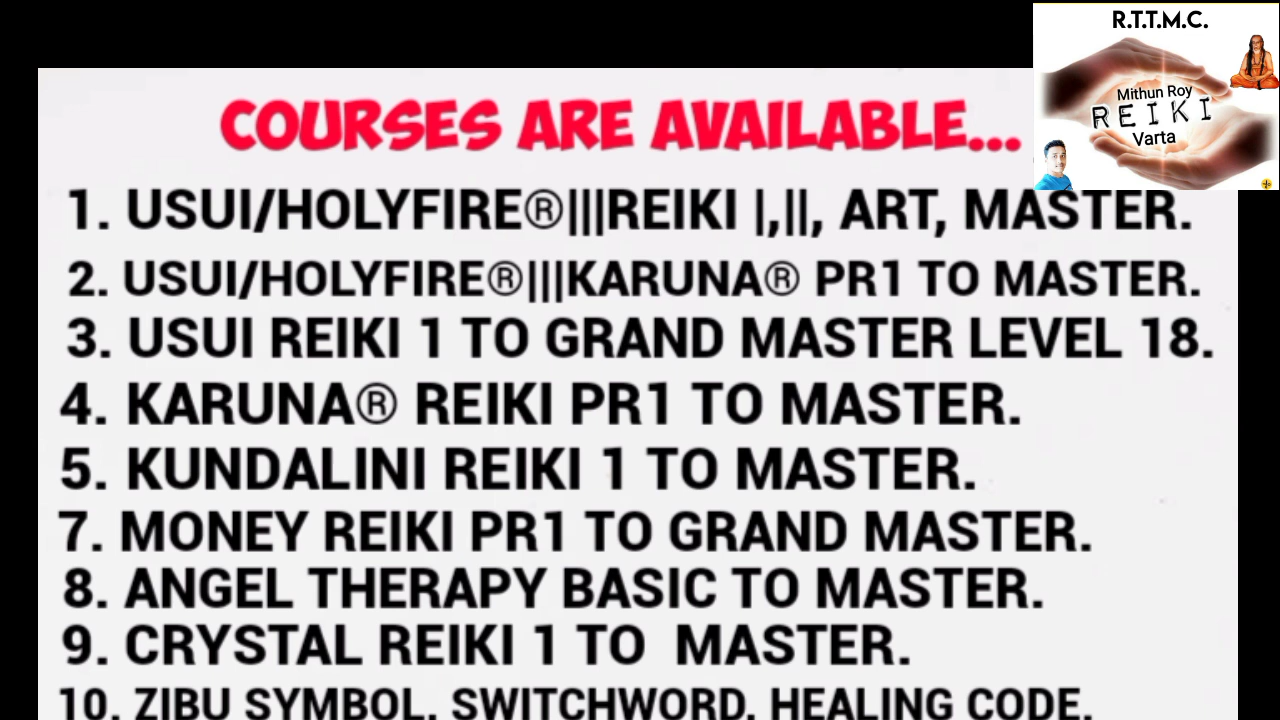 R.T.T.M.C.
Mithun Roy
REIKI
Varta
COURSES ARE AVAILABLE...
1. USUI/HOLYFIRE®|||REIKI |,||, ART, MASTER.
2. USUI/HOLYFIRE®|||KARUNA® PR1 TO MASTER.
3. USUI REIKI 1 TO GRAND MASTER LEVEL 18.
4. KARUNA® REIKI PR1 TO MASTER.
5. KUNDALINI REIKI 1 TO MASTER.
7. MONEY REIKI PR1 TO GRAND MASTER.
8. ANGEL THERAPY BASIC TO MASTER.
9. CRYSTAL REIKI 1 TO MASTER.
10. ZIBU SYMBOL, SWITCHWORD, HEALING CODE.